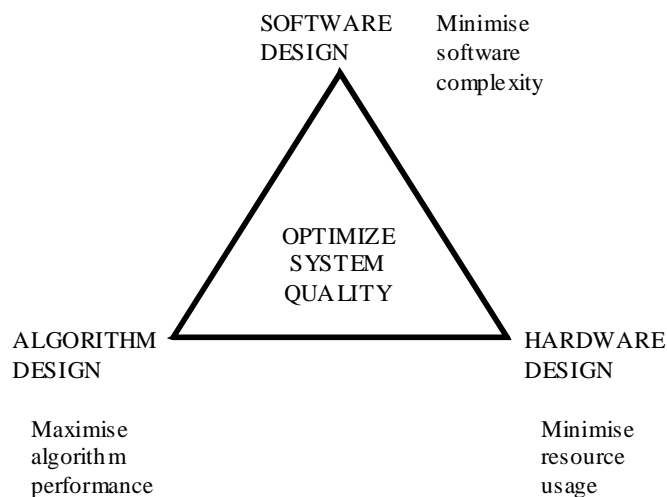 SOFTWARE
DESIGN
Minimise
software
complexity
OPTIMIZE
SYSTEM
QUALITY
ALGORITHM
DESIGN
HARDWARE
DESIGN
Maximise
algorithm
performance
Minimise
resource
usage